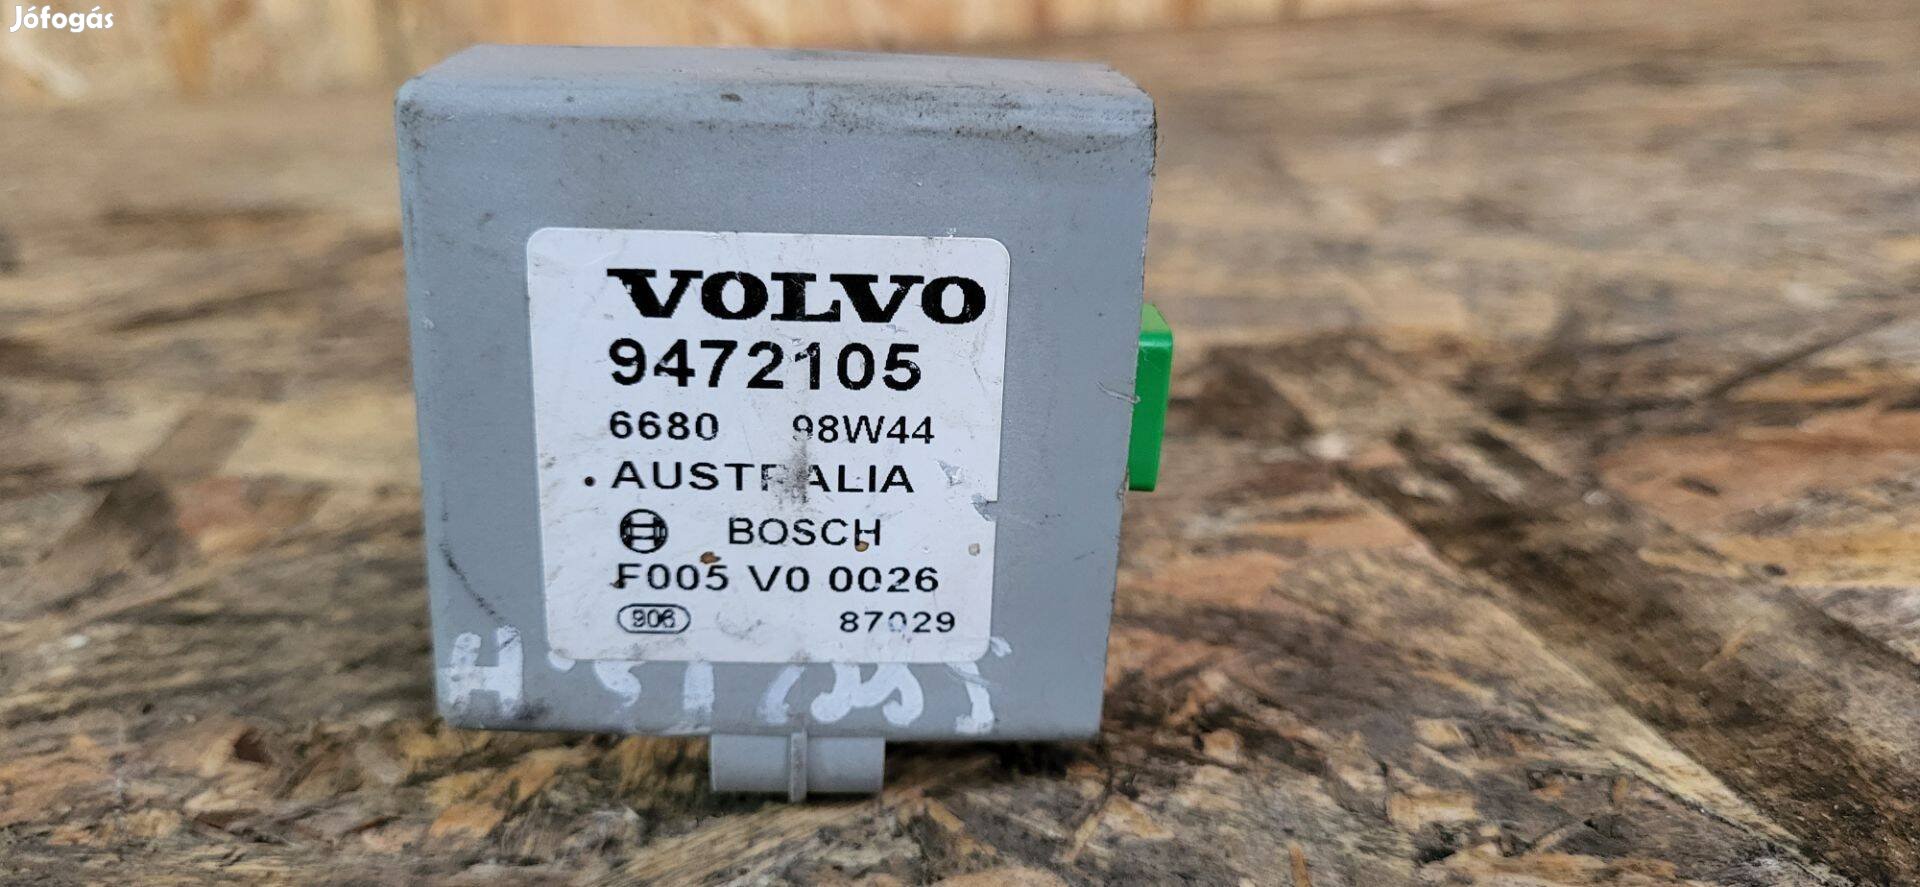 Jófogás
VOLVO
9472105
6680 98W44
AUSTRALIA
BOSCH
F005 V0 0026
906 87029